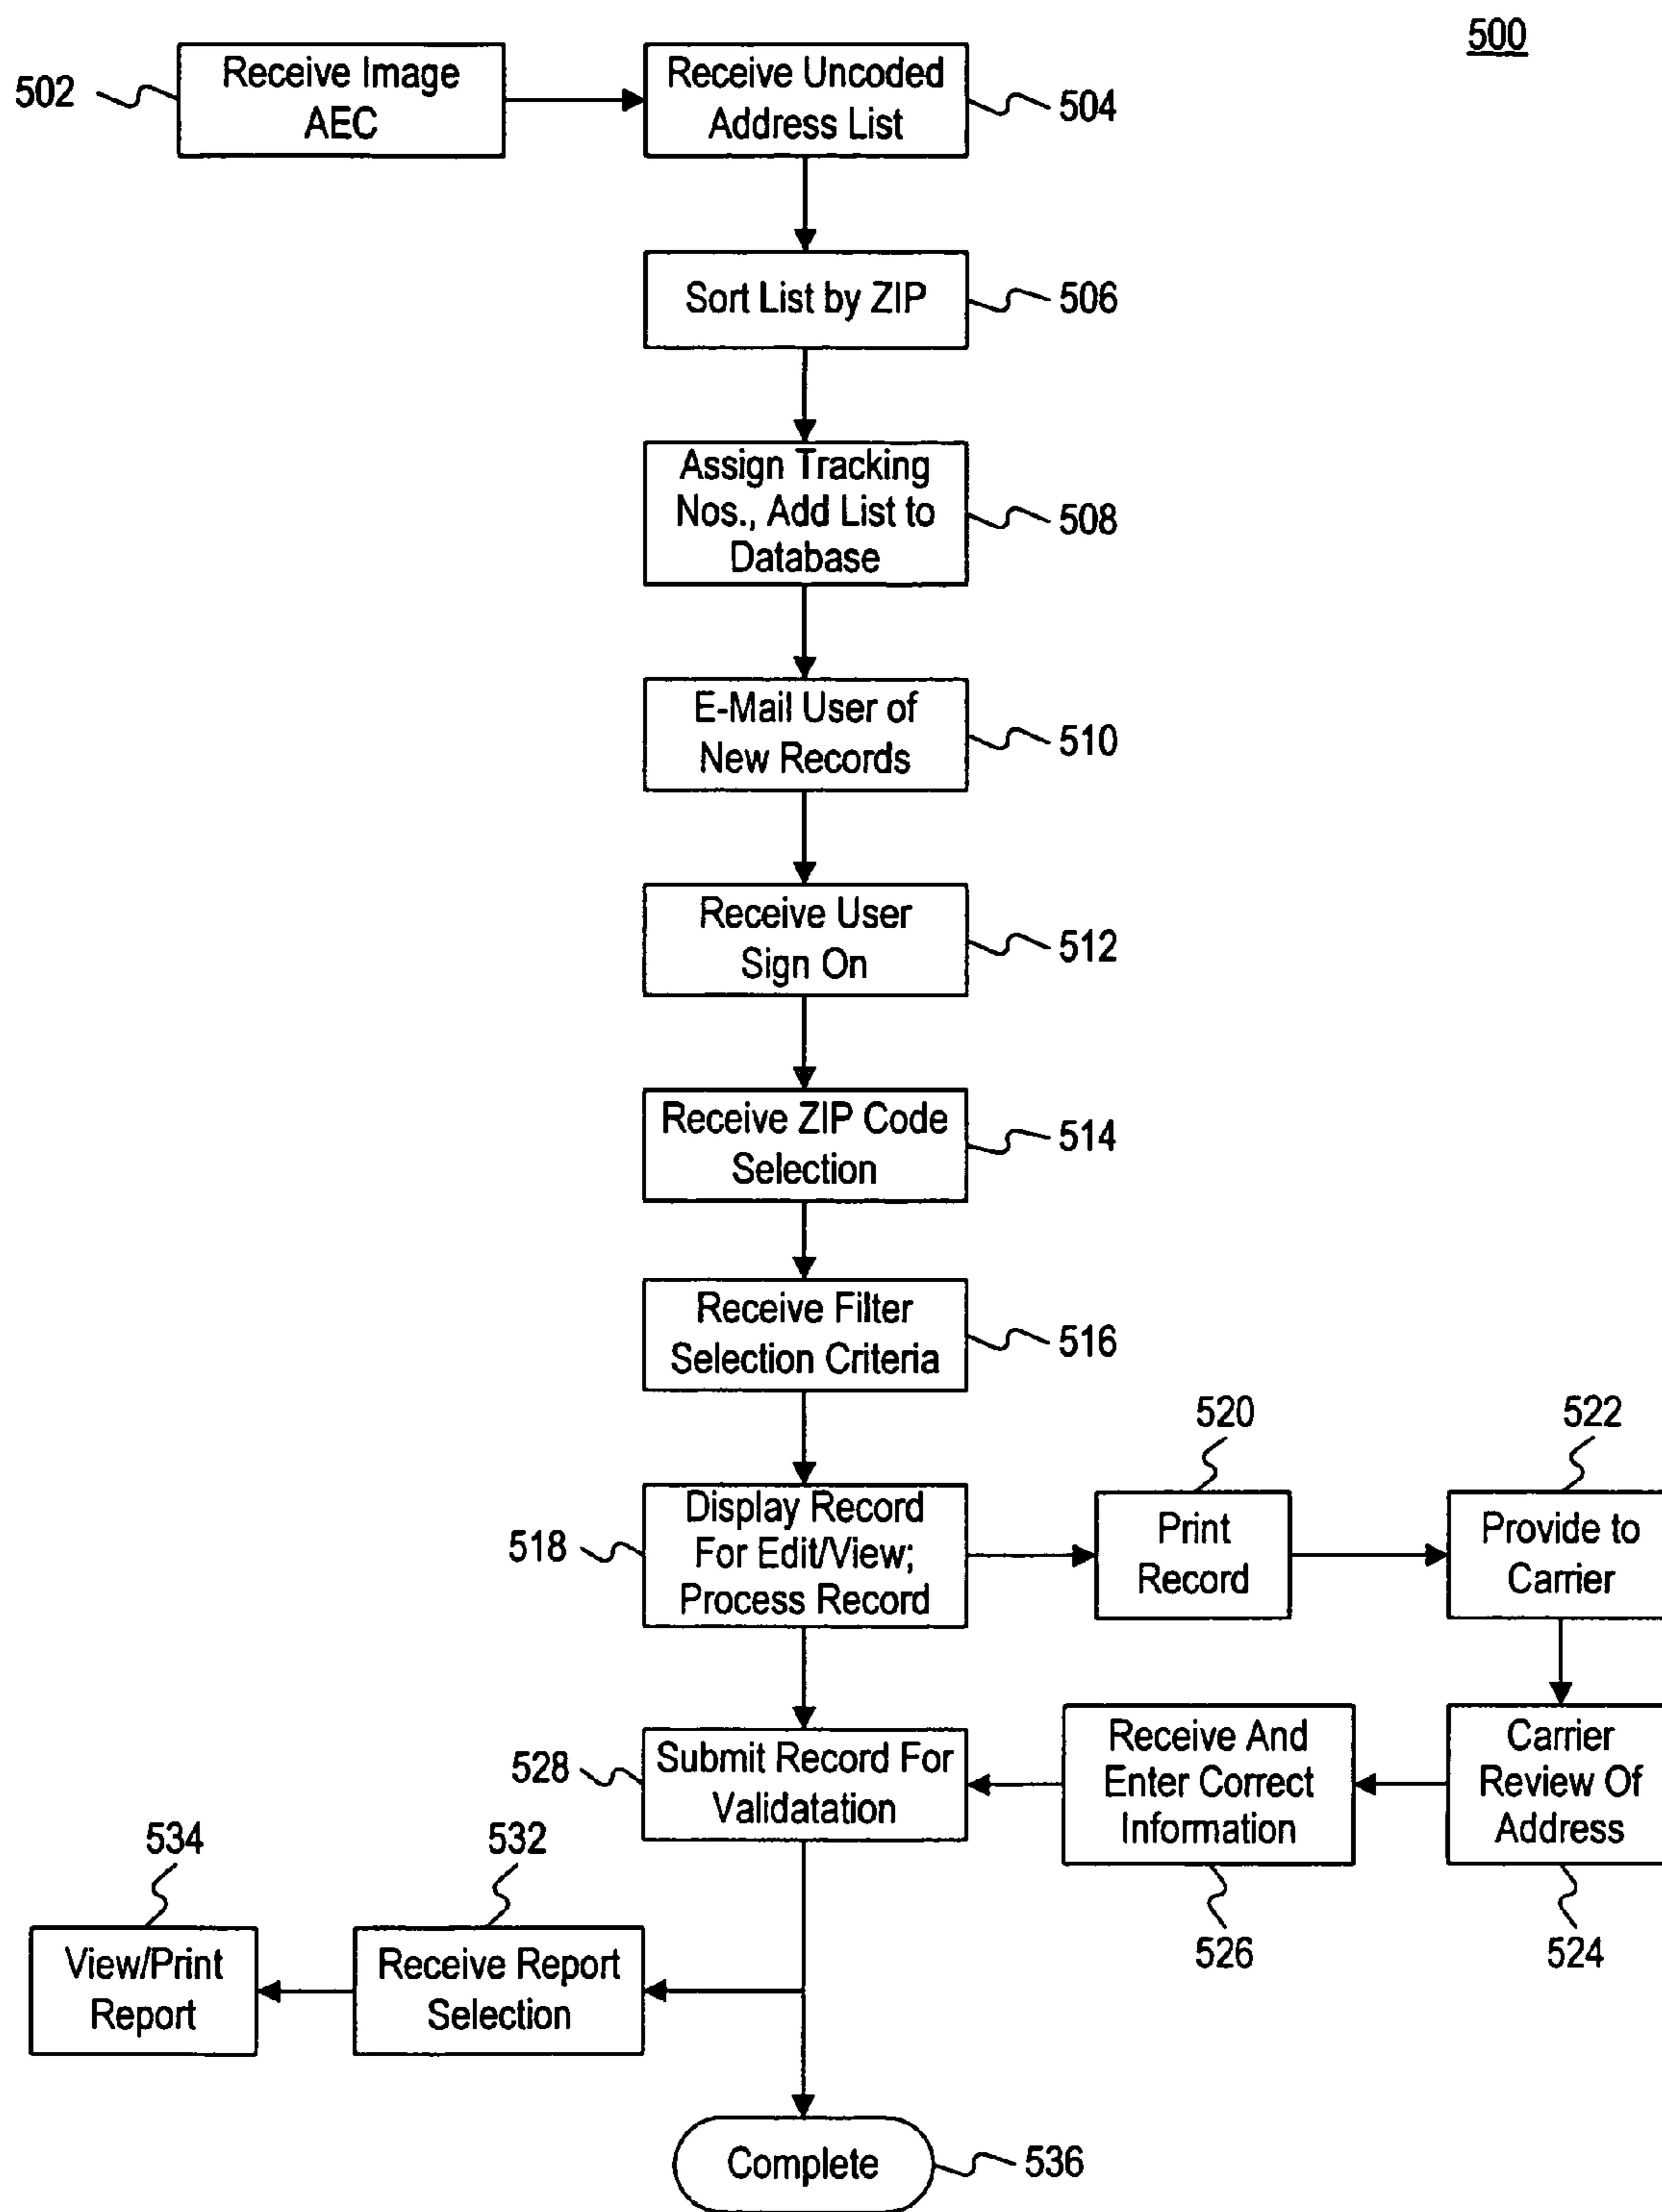 500
502
Receive Image
AEC
Receive Uncoded
Address List
504
Sort List by ZIP
506
Assign Tracking
Nos., Add List to
Database
508
E-Mail User of
New Records
510
Receive User
Sign On
512
Receive ZIP Code
Selection
514
Receive Filter
Selection Criteria
516
518
Display Record
For Edit/View;
Process Record
520
Print
Record
522
Provide to
Carrier
528
Submit Record For
Validatation
Receive And
Enter Correct
Information
526
Carrier
Review Of
Address
524
534
View/Print
Report
532
Receive Report
Selection
Complete
536